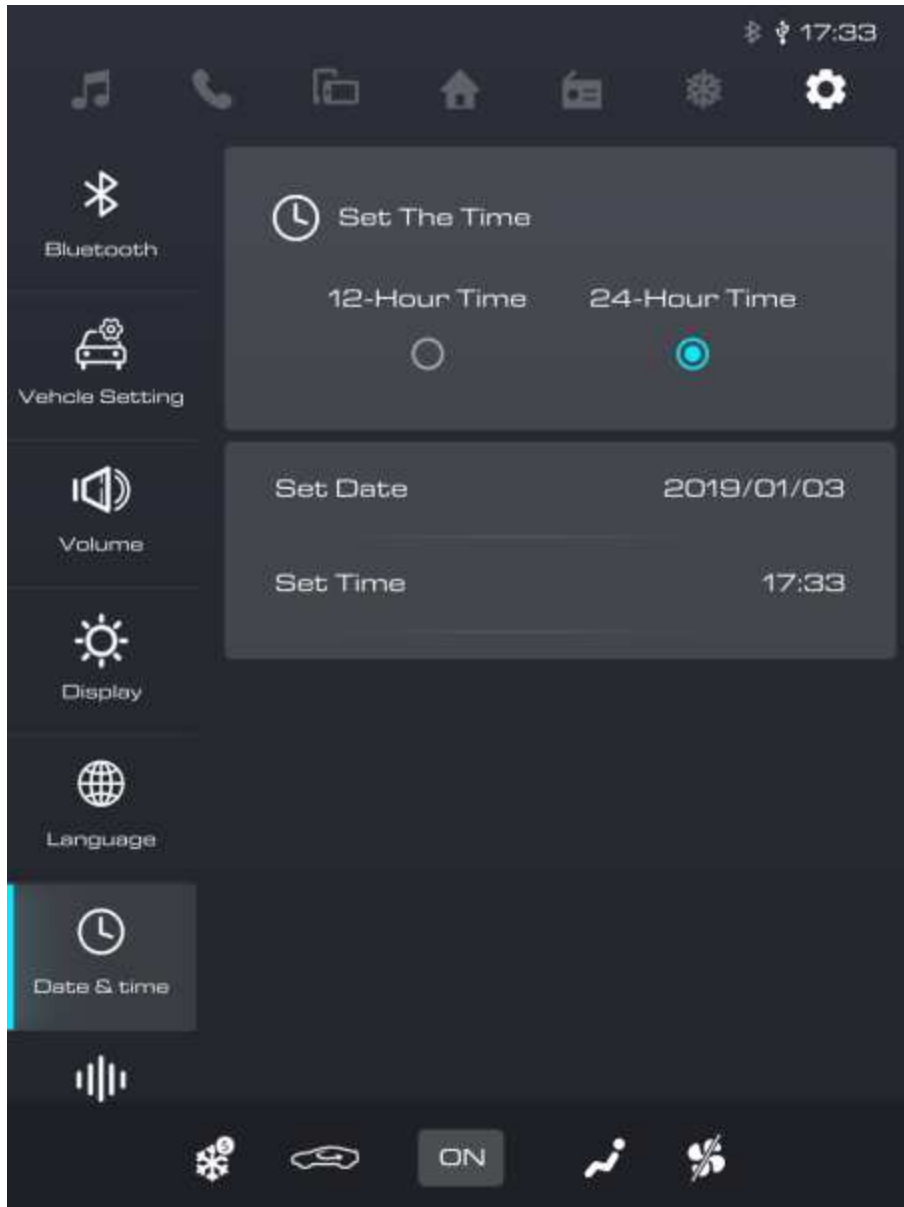 17:33
Bluetooth
Vehcle Setting
Volume
Display
Language
Date & time
Set The Time
12-Hour Time 24-Hour Time
Set Date 2019/01/03
Set Time 17:33
S
ON